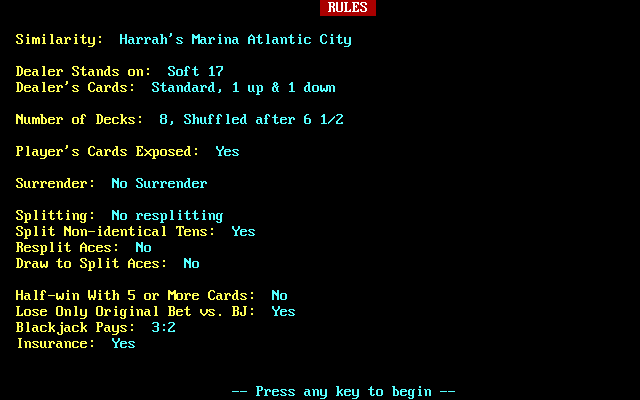 RULES
Similarity: Harrah's Marina Atlantic City
Dealer Stands on: Soft 17
Dealer's Cards: Standard, 1 up & 1 down
Number of Decks: 8, Shuffled after 6 1/2
Player's Cards Exposed: Yes
Surrender: No Surrender
Splitting: No resplitting
Split Non-identical Tens: Yes
Resplit Aces: No
Draw to Split Aces: No
Half-win With 5 or More Cards: No
Lose Only Original Bet vs. BJ: Yes
Blackjack Pays: 3:2
Insurance: Yes
-- Press any key to begin --